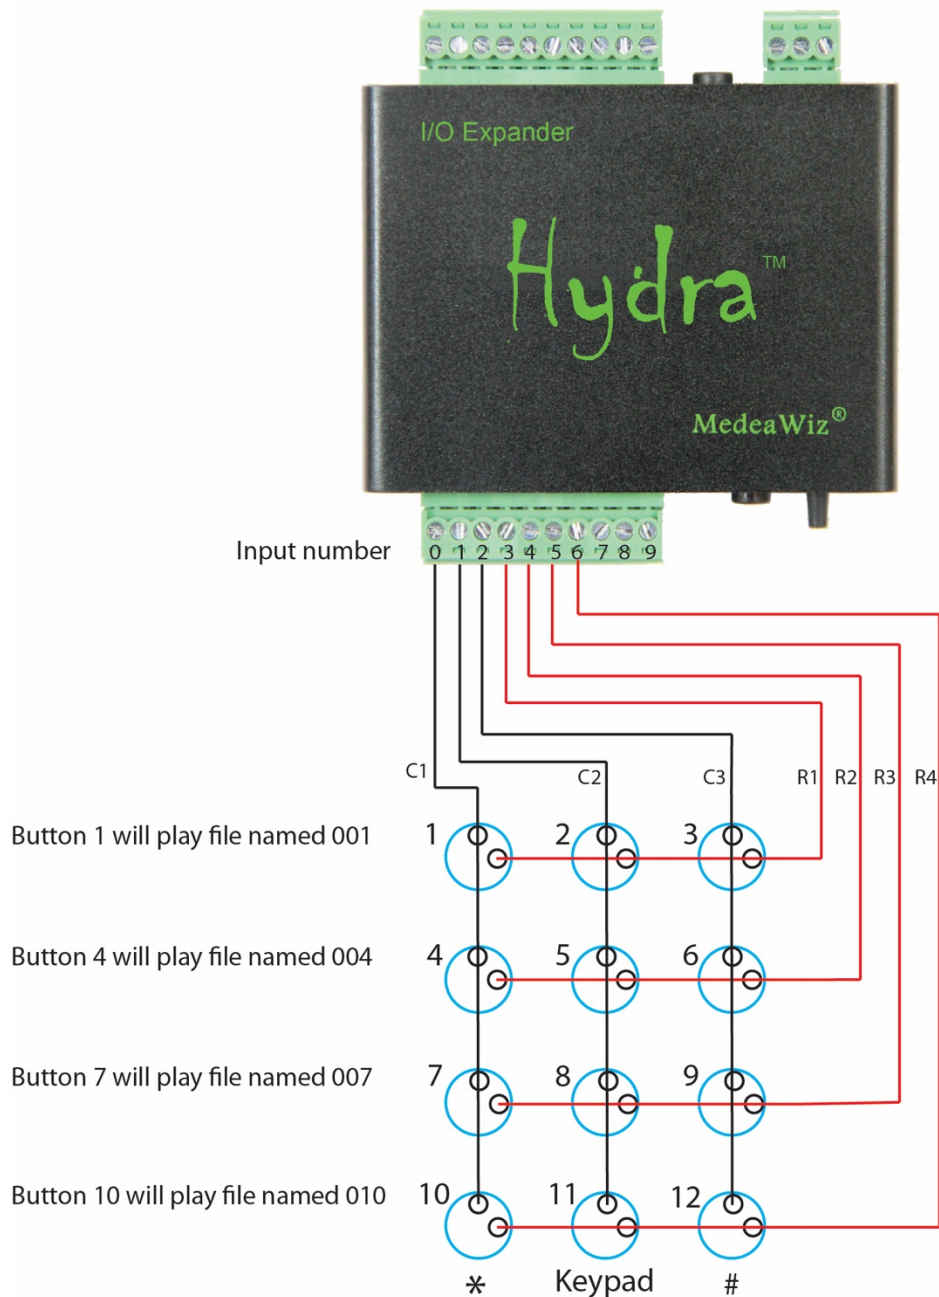 I/O Expander
Hydra™
MedeaWiz®
Input number 0 1 2 3 4 5 6 7 8 9
C1 C2 C3 R1 R2 R3 R4
Button 1 will play file named 001 1 2 3
Button 4 will play file named 004 4 5 6
Button 7 will play file named 007 7 8 9
Button 10 will play file named 010 10 11 12
* Keypad #